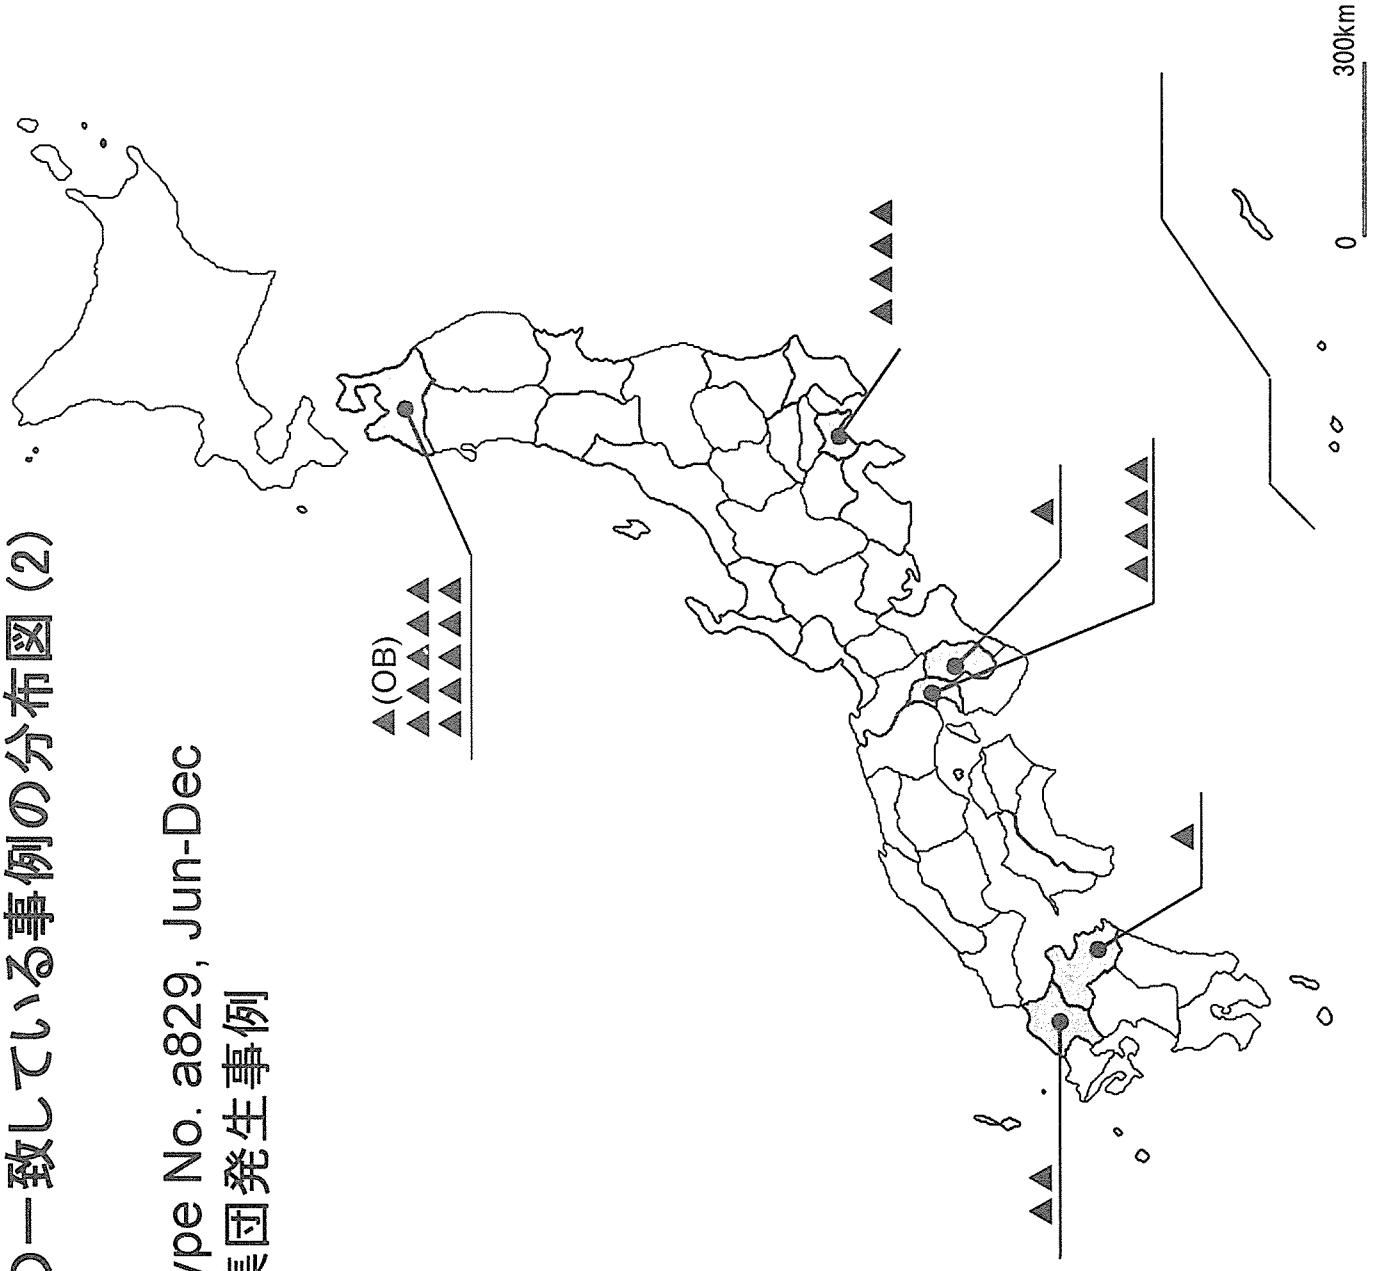 の一致している事例の分布図 (2)
ype No. a829, Jun-Dec
集団発生事例
(OB)
0
300km